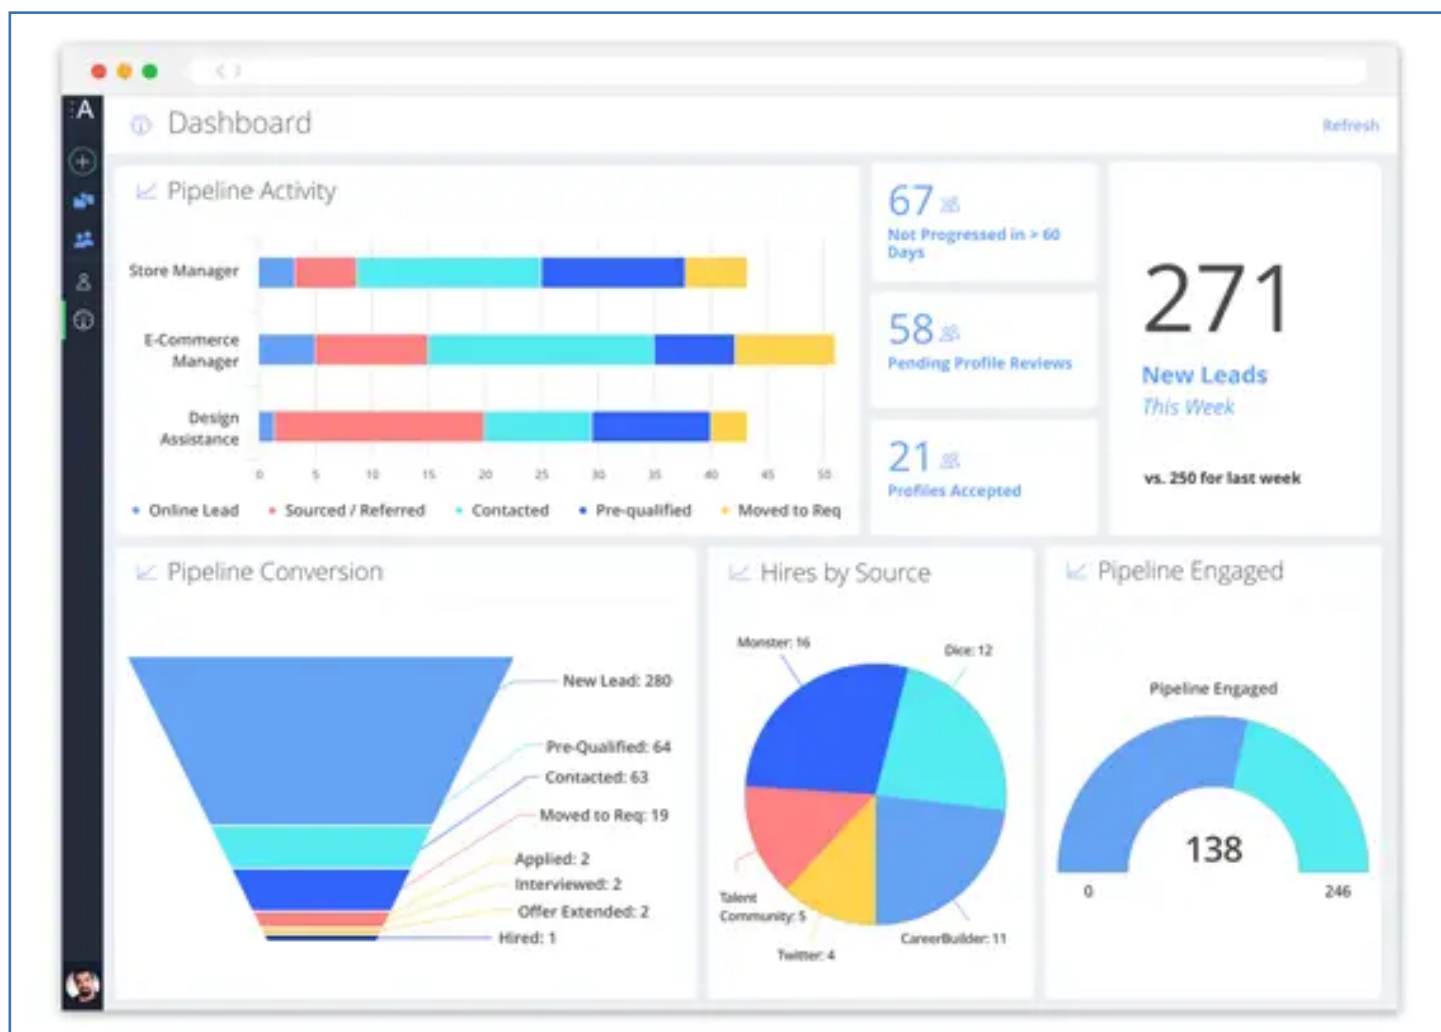 A
Dashboard
Refresh
Pipeline Activity
Store Manager
E-Commerce
Manager
Design
Assistance
0 5 10 15 20 25 30 35 40 45 50
Online Lead Sourced / Referred Contacted Pre-qualified Moved to Req
67
Not Progressed in > 60
Days
58
Pending Profile Reviews
21
Profiles Accepted
271
New Leads
This Week
vs. 250 for last week
Pipeline Conversion
New Lead: 280
Pre-Qualified: 64
Contacted: 63
Moved to Req: 19
Applied: 2
Interviewed: 2
Offer Extended: 2
Hired: 1
Hires by Source
Monster: 16
Dice: 12
Talent
Community: 5
Twitter: 4
CareerBuilder: 11
Pipeline Engaged
Pipeline Engaged
138
0
246